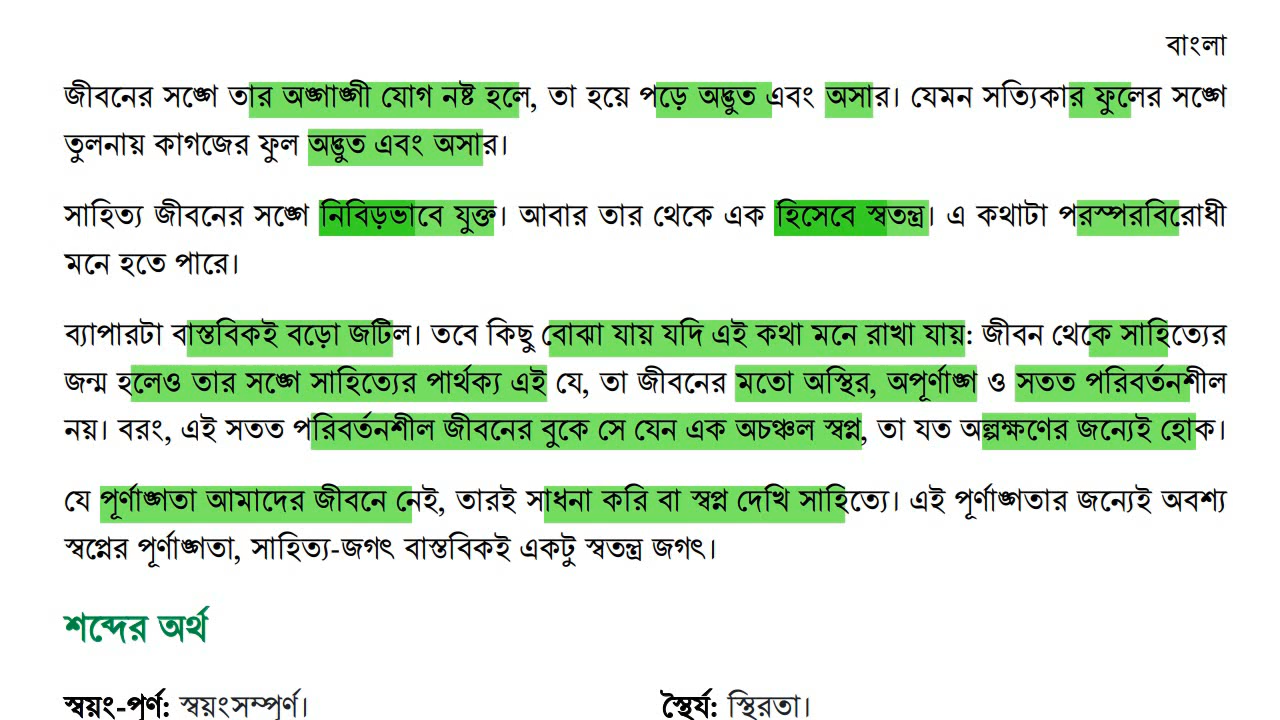 বাংলা
জীবনের সঙ্গে তার অঙ্গাঙ্গী যোগ নষ্ট হলে, তা হয়ে পড়ে অদ্ভুত এবং অসার। যেমন সত্যিকার ফুলের সঙ্গে
তুলনায় কাগজের ফুল অদ্ভুত এবং অসার।
সাহিত্য জীবনের সঙ্গে নিবিড়ভাবে যুক্ত। আবার তার থেকে এক হিসেবে স্বতন্ত্র। এ কথাটা পরস্পরবিরোধী
মনে হতে পারে।
ব্যাপারটা বাস্তবিকই বড়ো জটিল। তবে কিছু বোঝা যায় যদি এই কথা মনে রাখা যায়: জীবন থেকে সাহিত্যের
জন্ম হলেও তার সঙ্গে সাহিত্যের পার্থক্য এই যে, তা জীবনের মতো অস্থির, অপূর্ণাঙ্গ ও সতত পরিবর্তনশীল
নয়। বরং, এই সতত পরিবর্তনশীল জীবনের বুকে সে যেন এক অচঞ্চল স্বপ্ন, তা যত অল্পক্ষণের জন্যেই হোক।
যে পূর্ণাঙ্গতা আমাদের জীবনে নেই, তারই সাধনা করি বা স্বপ্ন দেখি সাহিত্যে। এই পূর্ণাঙ্গতার জন্যেই অবশ্য
স্বপ্নের পূর্ণাঙ্গতা, সাহিত্য-জগৎ বাস্তবিকই একটু স্বতন্ত্র জগৎ।
শব্দের অর্থ
স্বয়ং-পূর্ণ: স্বয়ংসম্পূর্ণ। স্থৈর্য: স্থিরতা।